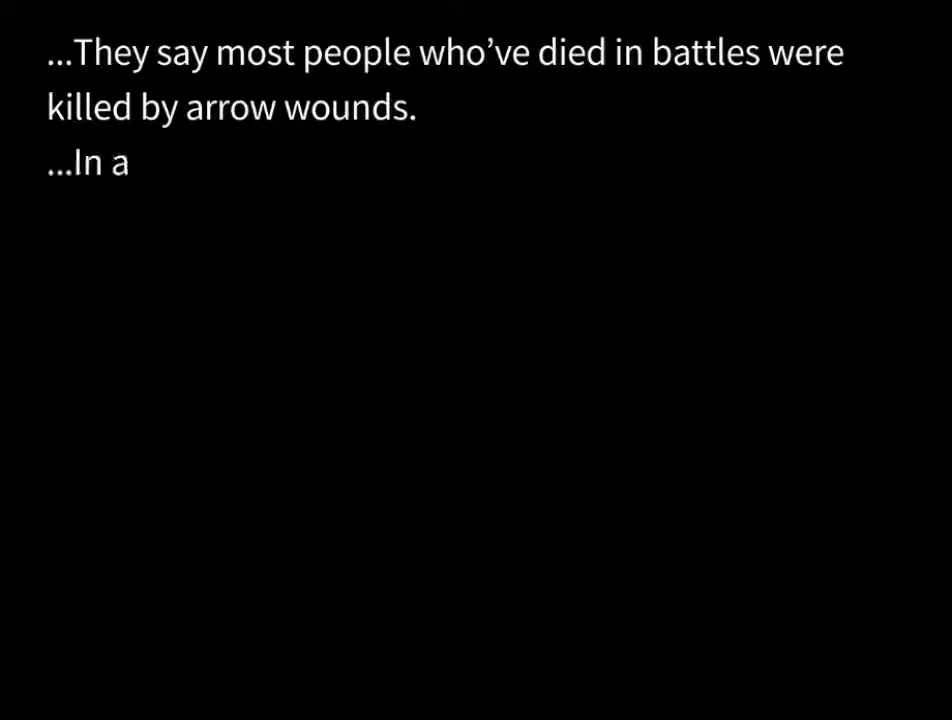 ...They say most people who’ve died in battles were
killed by arrow wounds.
...In a